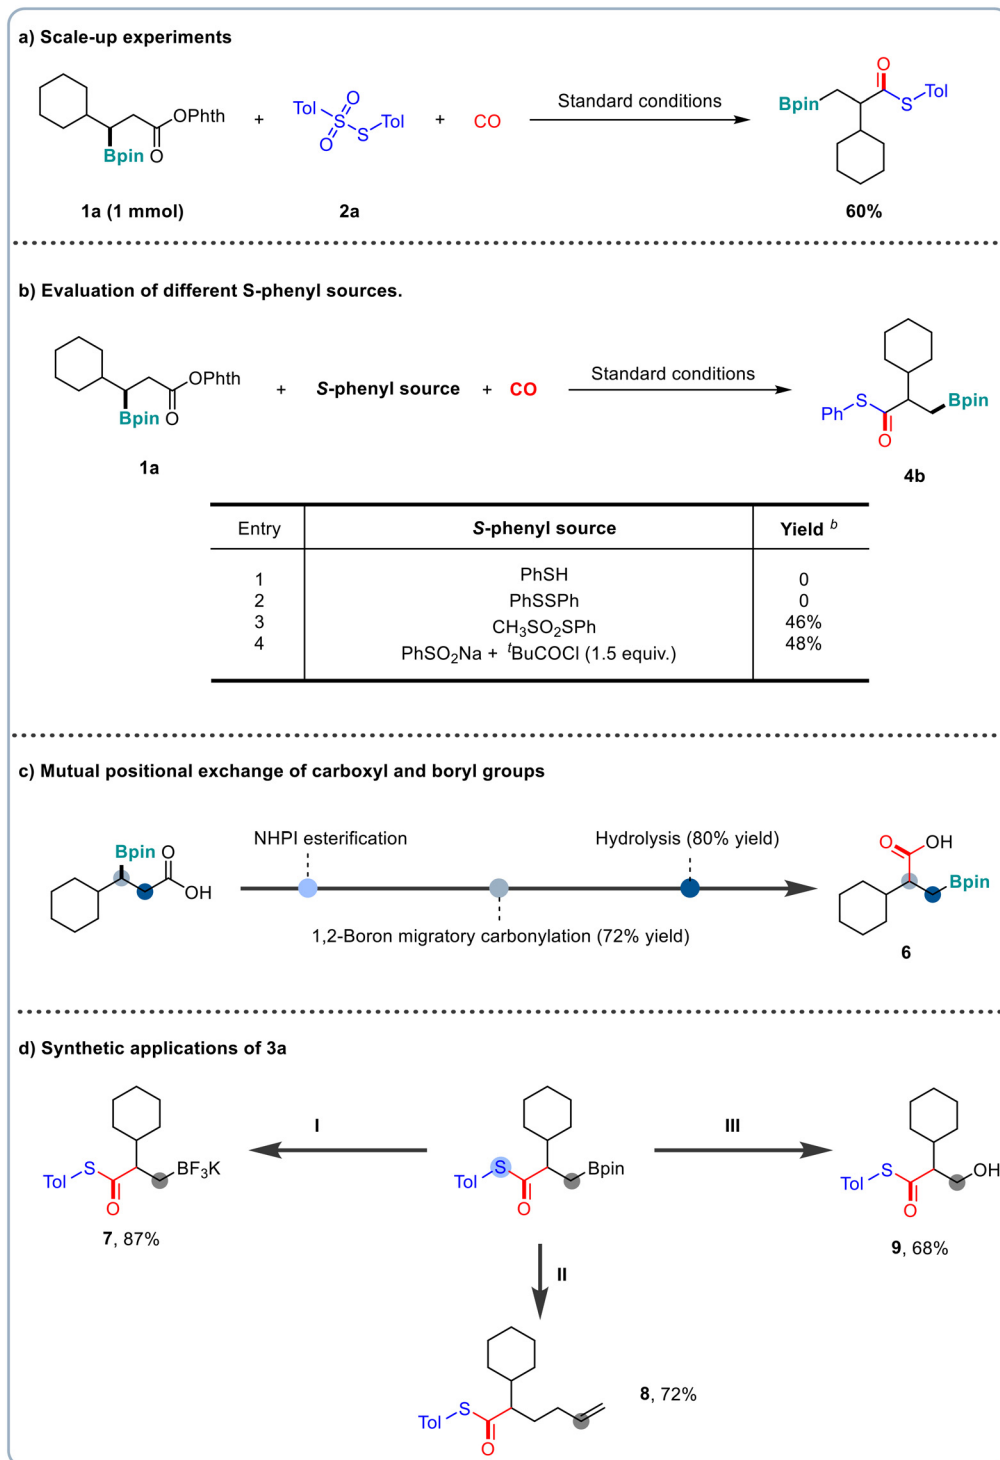 a) Scale-up experiments
OPhth
Bpin
O
1a (1 mmol)
+
Tol
O
S
O
S
Tol
2a
+
CO
Standard conditions
Bpin
O
S
Tol
60%
b) Evaluation of different S-phenyl sources.
OPhth
Bpin
O
1a
+
S-phenyl source
+
CO
Standard conditions
Ph
S
O
Bpin
4b
Entry S-phenyl source Yield b
1 PhSH 0
2 PhSSPh 0
3 CH3SO2SPh 46%
4 PhSO2Na + tBuCOCl (1.5 equiv.) 48%
c) Mutual positional exchange of carboxyl and boryl groups
Bpin
O
OH
NHPI esterification
Hydrolysis (80% yield)
1,2-Boron migratory carbonylation (72% yield)
O
OH
Bpin
6
d) Synthetic applications of 3a
Tol
S
O
BF3K
7, 87%
I
Tol
S
O
Bpin
III
Tol
S
O
OH
9, 68%
II
Tol
S
O
8, 72%